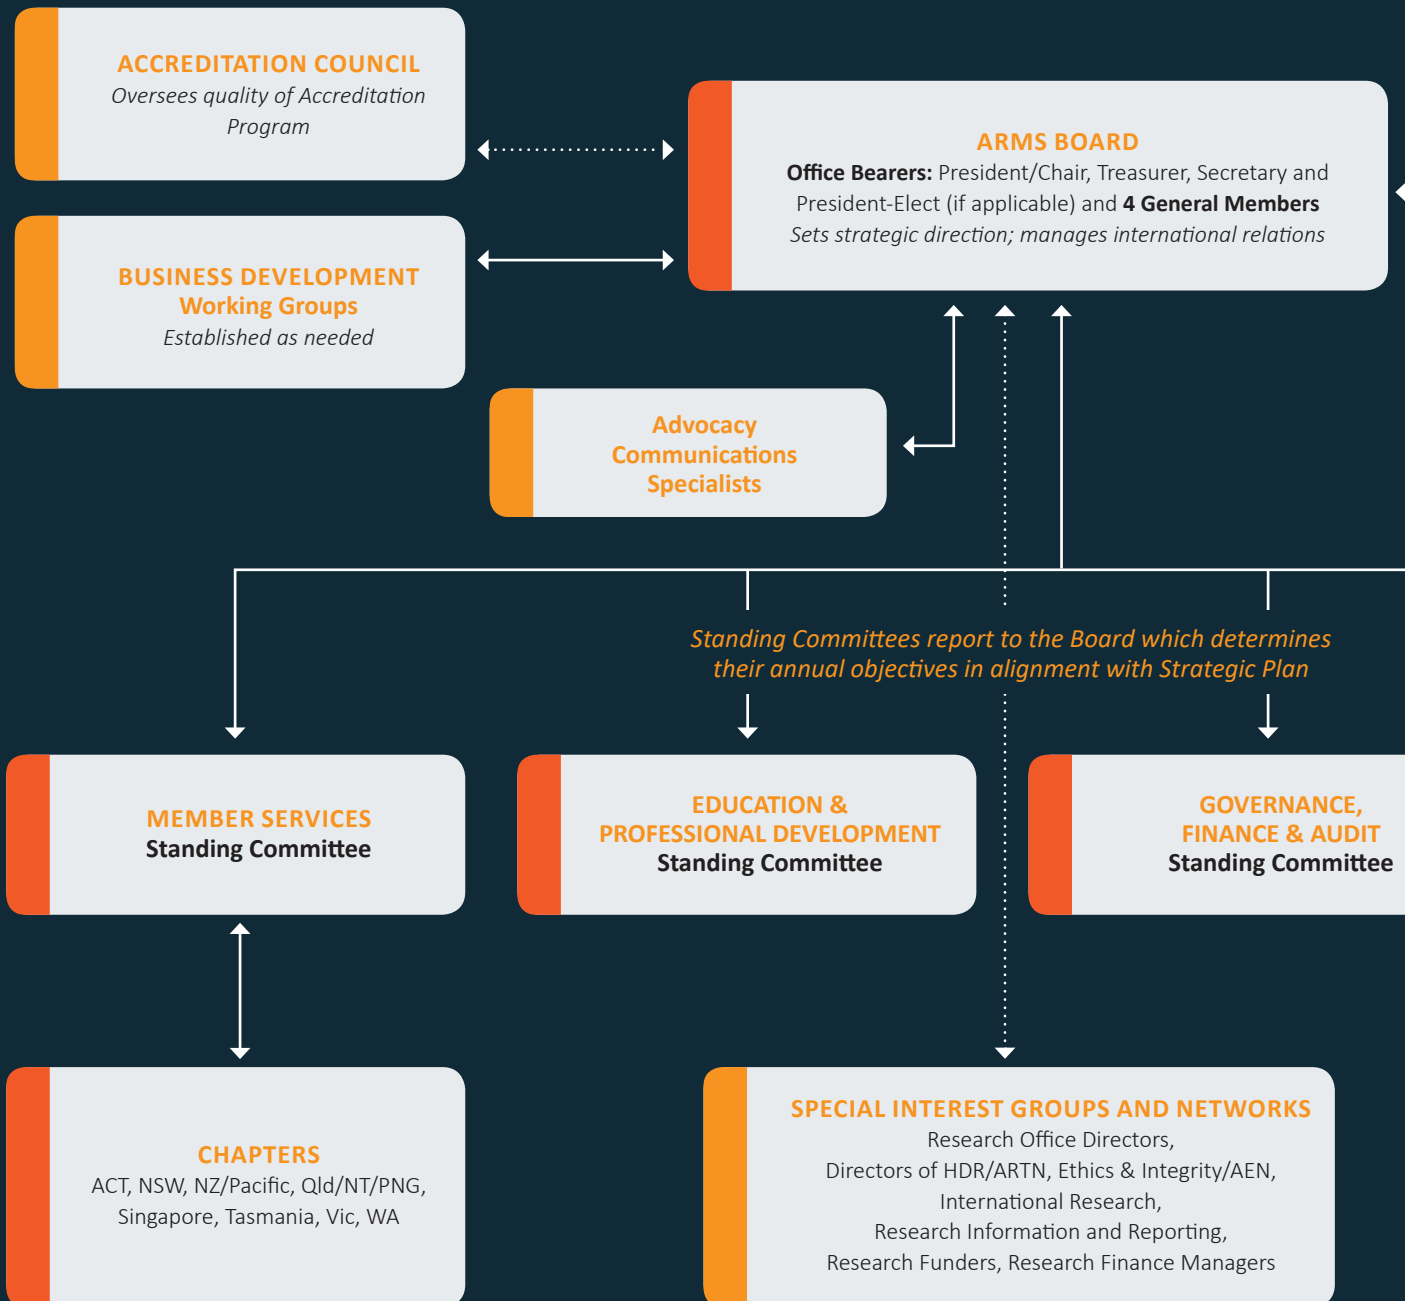 ACCREDITATION COUNCIL
Oversees quality of Accreditation
Program
ARMS BOARD
Office Bearers: President/Chair, Treasurer, Secretary and
President-Elect (if applicable) and 4 General Members
Sets strategic direction; manages international relations
BUSINESS DEVELOPMENT
Working Groups
Established as needed
Advocacy
Communications
Specialists
Standing Committees report to the Board which determines
their annual objectives in alignment with Strategic Plan
MEMBER SERVICES
Standing Committee
EDUCATION &
PROFESSIONAL DEVELOPMENT
Standing Committee
GOVERNANCE,
FINANCE & AUDIT
Standing Committee
CHAPTERS
ACT, NSW, NZ/Pacific, Qld/NT/PNG,
Singapore, Tasmania, Vic, WA
SPECIAL INTEREST GROUPS AND NETWORKS
Research Office Directors,
Directors of HDR/ARTN, Ethics & Integrity/AEN,
International Research,
Research Information and Reporting,
Research Funders, Research Finance Managers